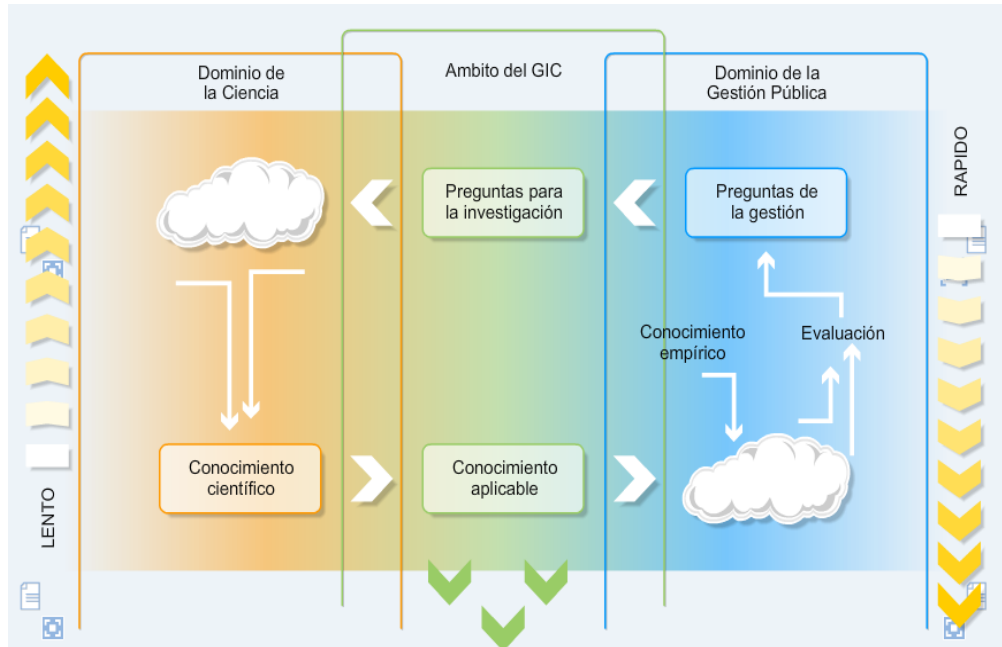 Dominio de
la Ciencia
Ambito del GIC
Dominio de la
Gestión Pública
RAPIDO
Preguntas para
la investigación
Preguntas de
la gestión
Conocimiento
empírico
Evaluación
Conocimiento
científico
Conocimiento
aplicable
LENTO